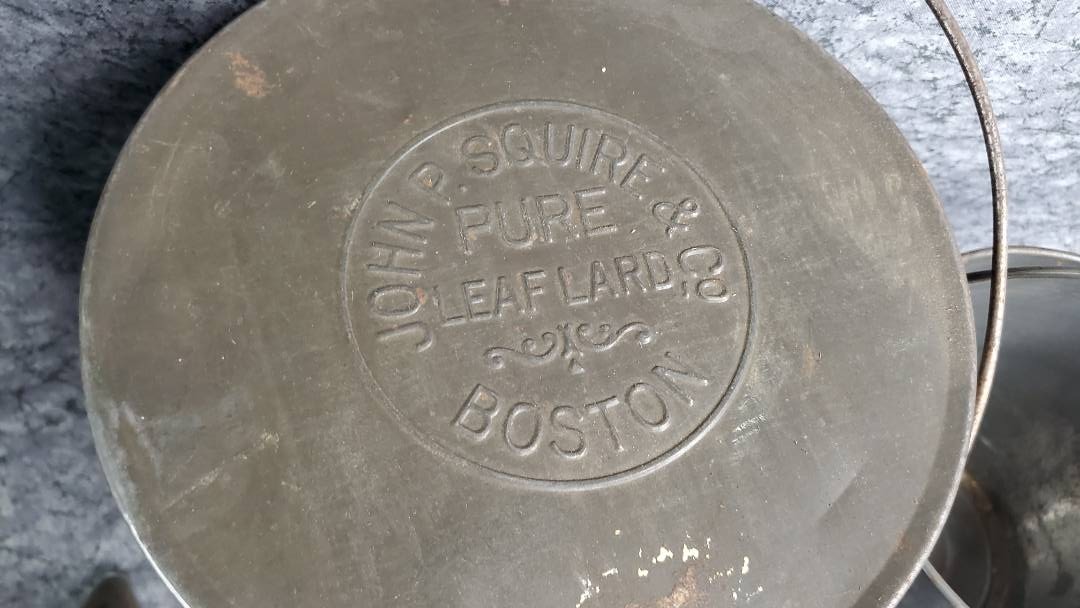 JOHN P. SQUIRE & CO
PURE
LEAF LARD,
BOSTON